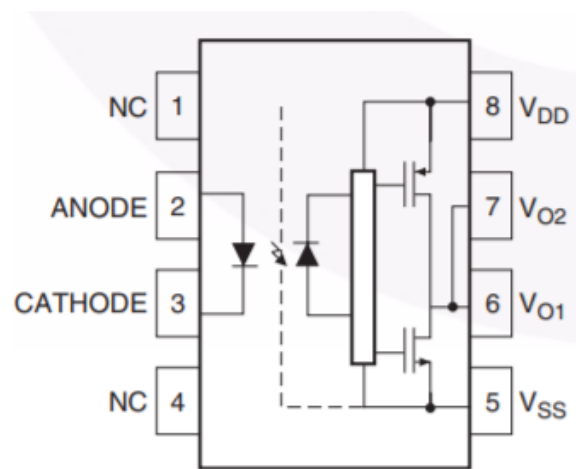 NC 1 8 VDD
ANODE 2 7 VO2
CATHODE 3 6 VO1
NC 4 5 VSS